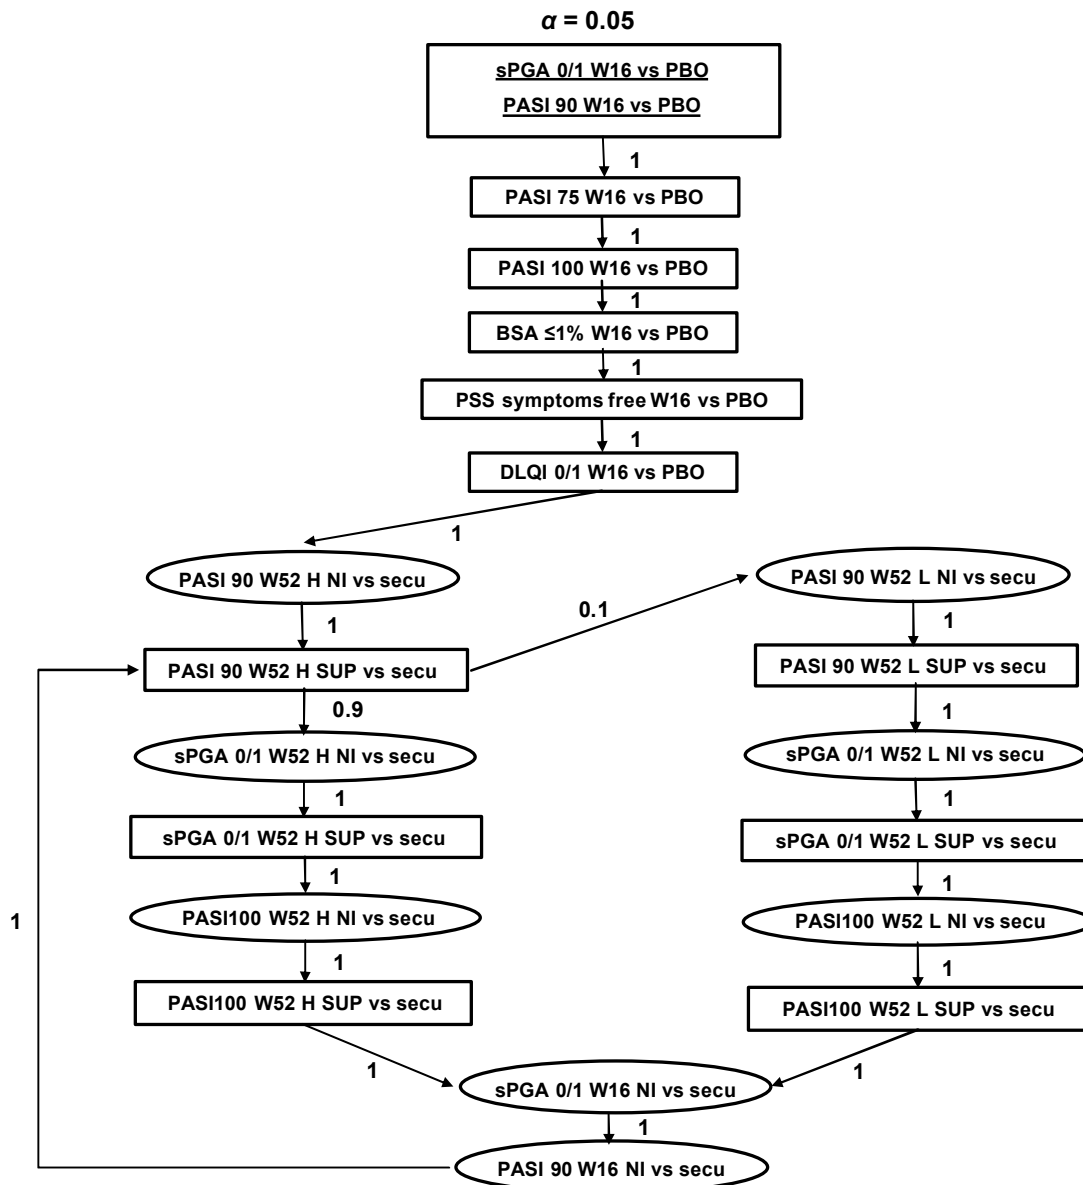 α = 0.05
sPGA 0/1 W16 vs PBO
PASI 90 W16 vs PBO
1
PASI 75 W16 vs PBO
1
PASI 100 W16 vs PBO
1
BSA ≤1% W16 vs PBO
1
PSS symptoms free W16 vs PBO
1
DLQI 0/1 W16 vs PBO
1
PASI 90 W52 H NI vs secu
1
PASI 90 W52 H SUP vs secu
0.1
0.9
sPGA 0/1 W52 H NI vs secu
1
sPGA 0/1 W52 H SUP vs secu
1
PASI100 W52 H NI vs secu
1
PASI100 W52 H SUP vs secu
1
PASI 90 W52 L NI vs secu
1
PASI 90 W52 L SUP vs secu
1
sPGA 0/1 W52 L NI vs secu
1
sPGA 0/1 W52 L SUP vs secu
1
PASI100 W52 L NI vs secu
1
PASI100 W52 L SUP vs secu
1
sPGA 0/1 W16 NI vs secu
1
PASI 90 W16 NI vs secu
1